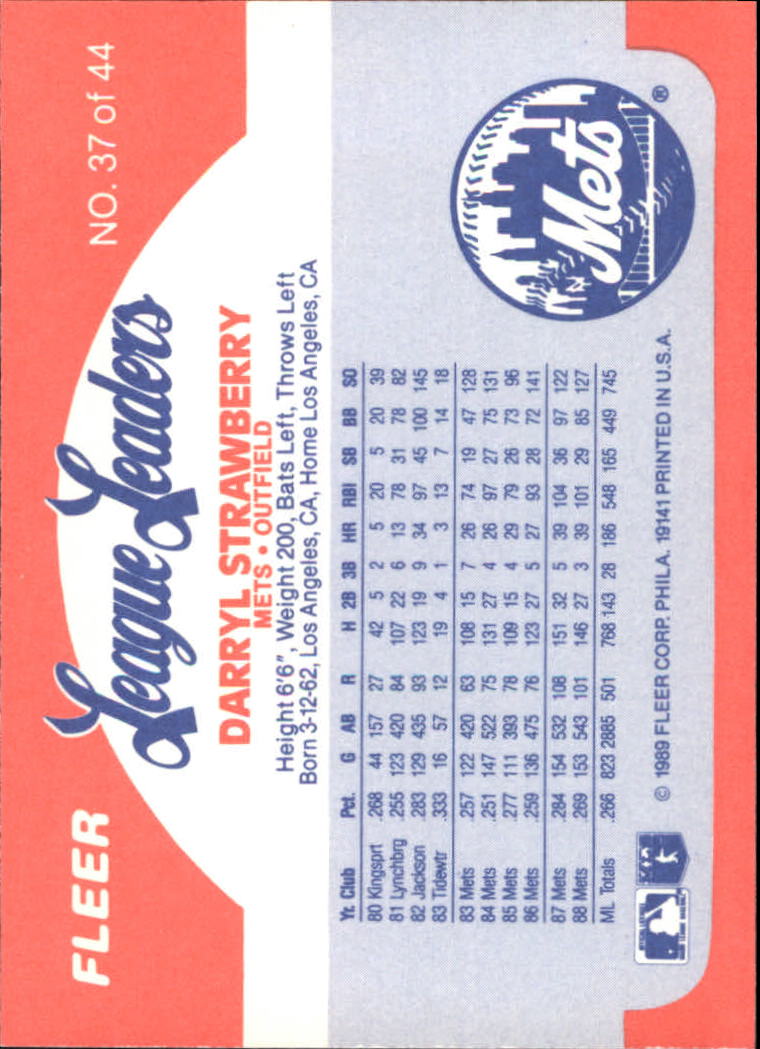 FLEER
League Leaders
NO. 37 of 44
DARRYL STRAWBERRY
METS • OUTFIELD
Height 6'6", Weight 200, Bats Left, Throws Left
Born 3-12-62, Los Angeles, CA, Home Los Angeles, CA
Yr. Club Pct. G AB R H 2B 3B HR RBI SB BB SO
80 Kingsprt .268 44 157 27 42 5 2 5 20 5 20 39
81 Lynchbrg .255 123 420 84 107 22 6 13 78 31 78 82
82 Jackson .283 129 435 93 123 19 9 34 97 45 100 145
83 Tidewtr .333 16 57 12 19 4 1 3 13 7 14 18
83 Mets .257 122 420 63 108 15 7 26 74 19 47 128
84 Mets .251 147 522 75 131 27 4 26 97 27 75 131
85 Mets .277 111 393 78 109 15 4 29 79 26 73 96
86 Mets .259 136 475 76 123 27 5 27 93 28 72 141
87 Mets .284 154 532 108 151 32 5 39 104 36 97 122
88 Mets .269 153 543 101 146 27 3 39 101 29 85 127
ML Totals .266 823 2885 501 768 143 28 186 548 165 449 745
Mets
NY
®
© 1989 FLEER CORP. PHILA. 19141 PRINTED IN U.S.A.